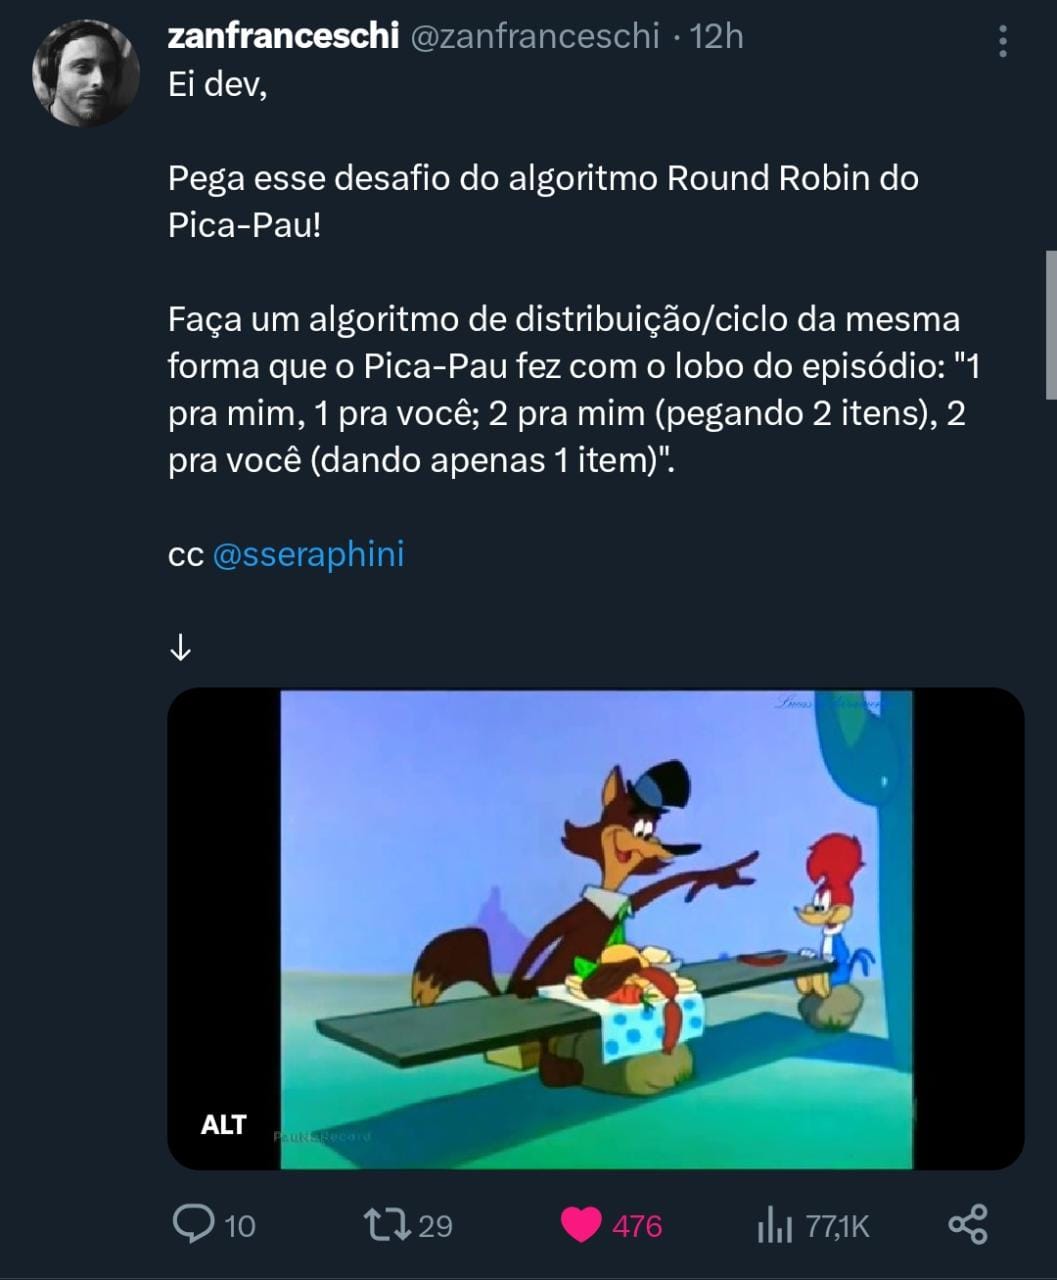 zanfranceschi @zanfranceschi · 12h
Ei dev,
Pega esse desafio do algoritmo Round Robin do
Pica-Pau!
Faça um algoritmo de distribuição/ciclo da mesma
forma que o Pica-Pau fez com o lobo do episódio: "1
pra mim, 1 pra você; 2 pra mim (pegando 2 itens), 2
pra você (dando apenas 1 item)".
cc @sseraphini
↓
ALT
10 29 476 77,1K